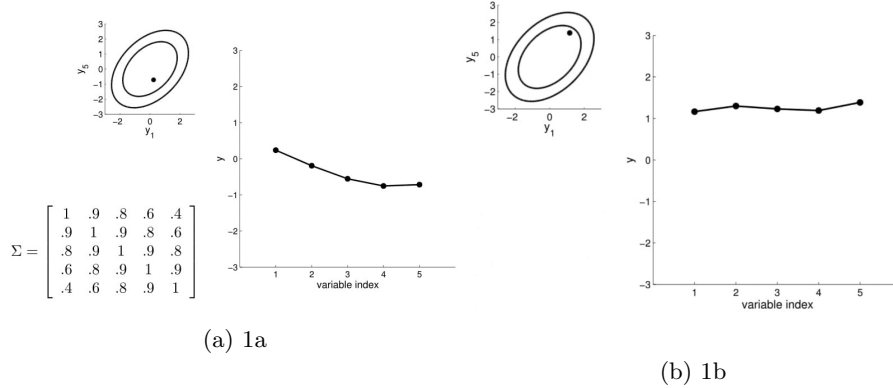 3
2
1
0
−1
−2
−3
y5
−2 0 2
y1
3
2
1
0
−1
−2
−3
y
1 2 3 4 5
variable index
Σ =
1 .9 .8 .6 .4
.9 1 .9 .8 .6
.8 .9 1 .9 .8
.6 .8 .9 1 .9
.4 .6 .8 .9 1
(a) 1a
3
2
1
0
−1
−2
−3
y5
−2 0 2
y1
3
2
1
0
−1
−2
−3
y
1 2 3 4 5
variable index
(b) 1b